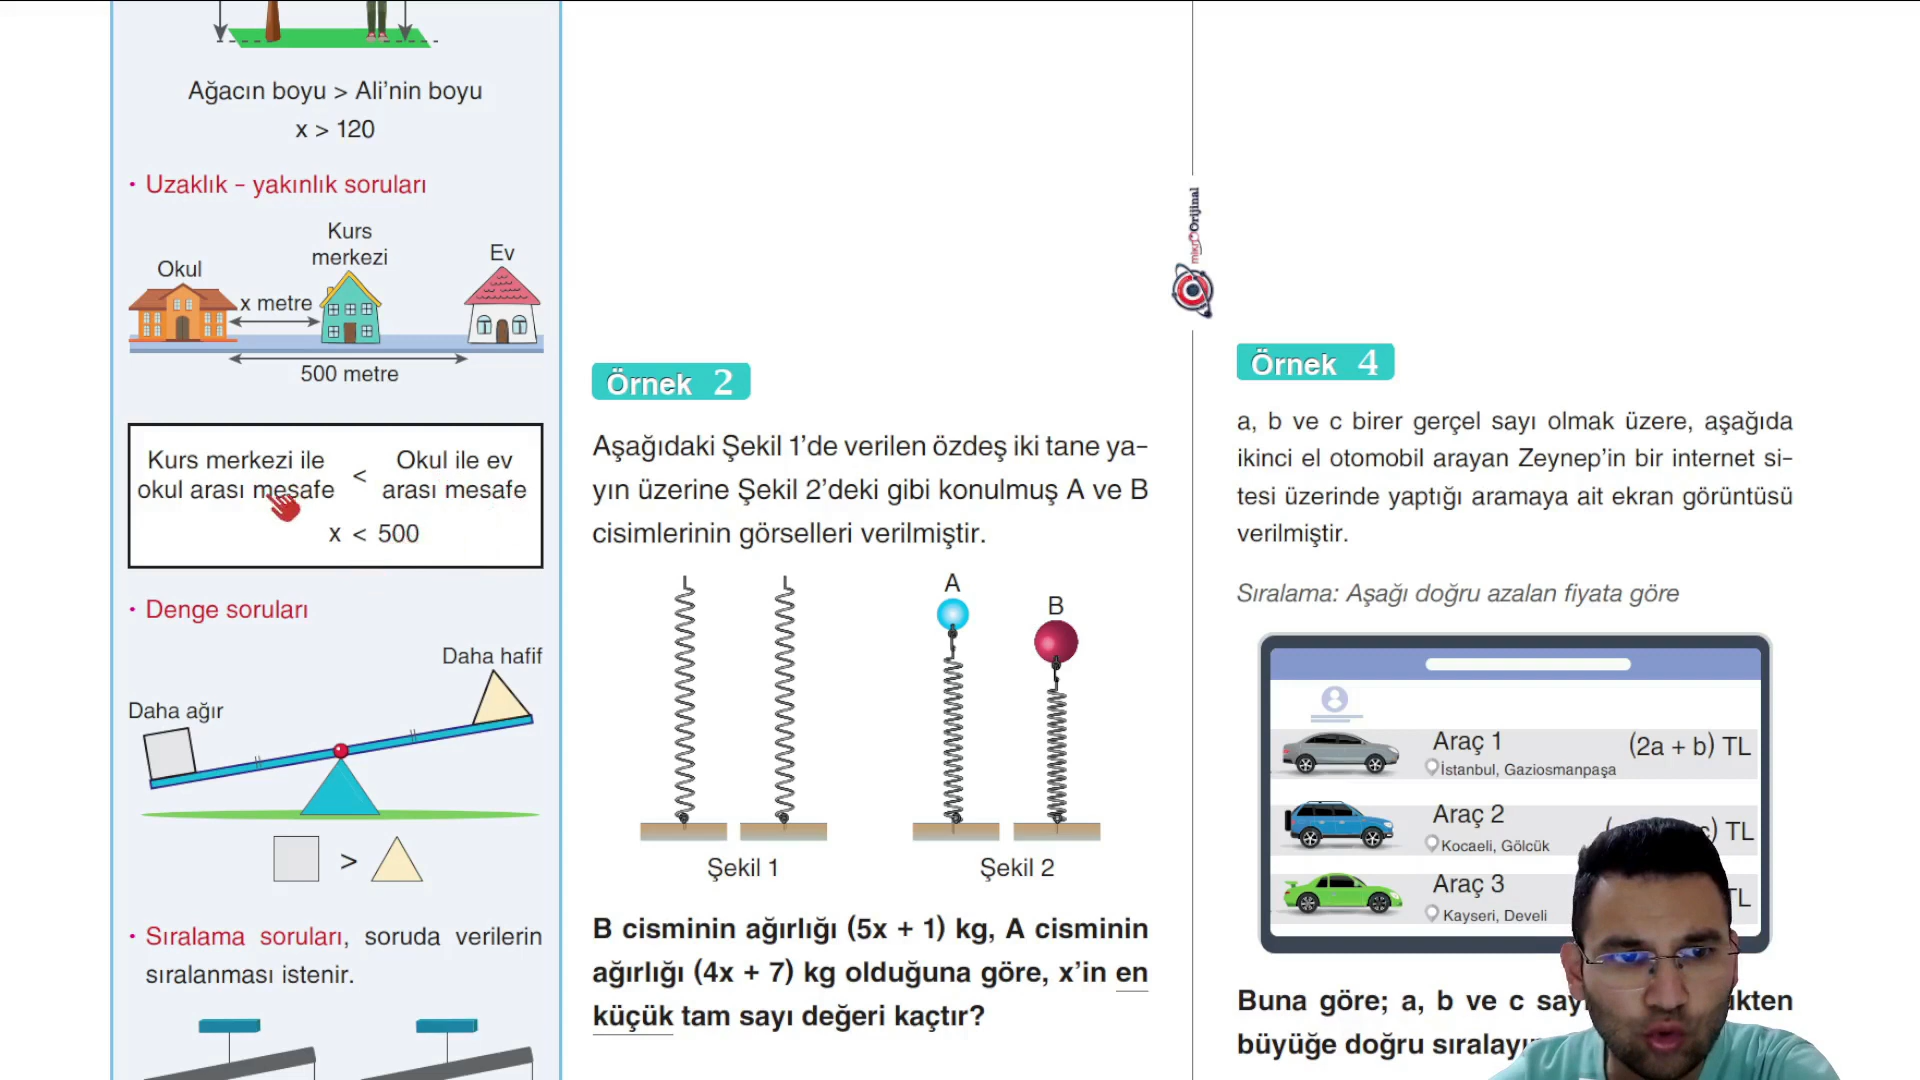 Ağacın boyu > Ali’nin boyu
x > 120
• Uzaklık – yakınlık soruları
Kurs
merkezi
Okul
Ev
x metre
500 metre
Kurs merkezi ile
okul arası mesafe
<
Okul ile ev
arası mesafe
x < 500
• Denge soruları
Daha hafif
Daha ağır
>
• Sıralama soruları, soruda verilerin
sıralanması istenir.
Örnek 2
Aşağıdaki Şekil 1’de verilen özdeş iki tane ya-
yın üzerine Şekil 2’deki gibi konulmuş A ve B
cisimlerinin görselleri verilmiştir.
A
B
Şekil 1
Şekil 2
B cisminin ağırlığı (5x + 1) kg, A cisminin
ağırlığı (4x + 7) kg olduğuna göre, x’in en
küçük tam sayı değeri kaçtır?
mikro Orijinal
Örnek 4
a, b ve c birer gerçel sayı olmak üzere, aşağıda
ikinci el otomobil arayan Zeynep’in bir internet si-
tesi üzerinde yaptığı aramaya ait ekran görüntüsü
verilmiştir.
Sıralama: Aşağı doğru azalan fiyata göre
Araç 1
(2a + b) TL
İstanbul, Gaziosmanpaşa
Araç 2
c) TL
Kocaeli, Gölcük
Araç 3
TL
Kayseri, Develi
Buna göre; a, b ve c
büyüğe doğru